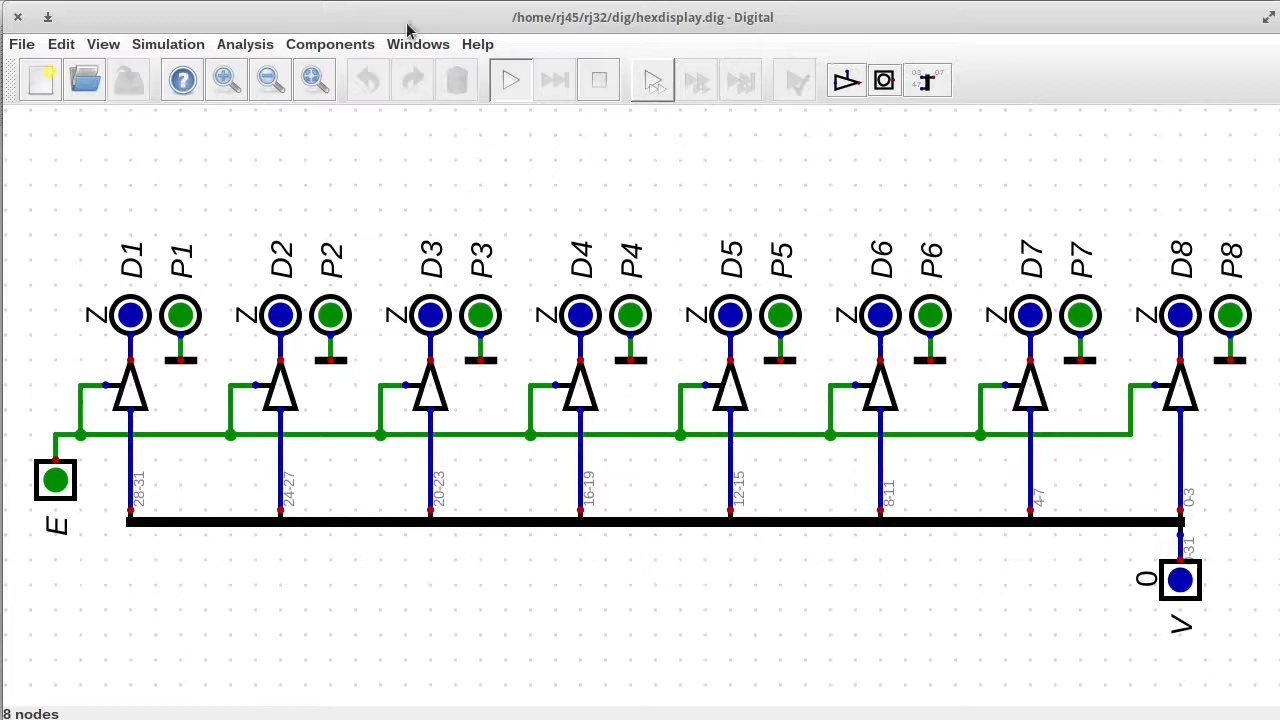 /home/rj45/rj32/dig/hexdisplay.dig - Digital
File Edit View Simulation Analysis Components Windows Help
D1 P1 D2 P2 D3 P3 D4 P4 D5 P5 D6 P6 D7 P7 D8 P8
Z Z Z Z Z Z Z Z
28-31 24-27 20-23 16-19 12-15 8-11 4-7 0-3
E
0
V
8 nodes